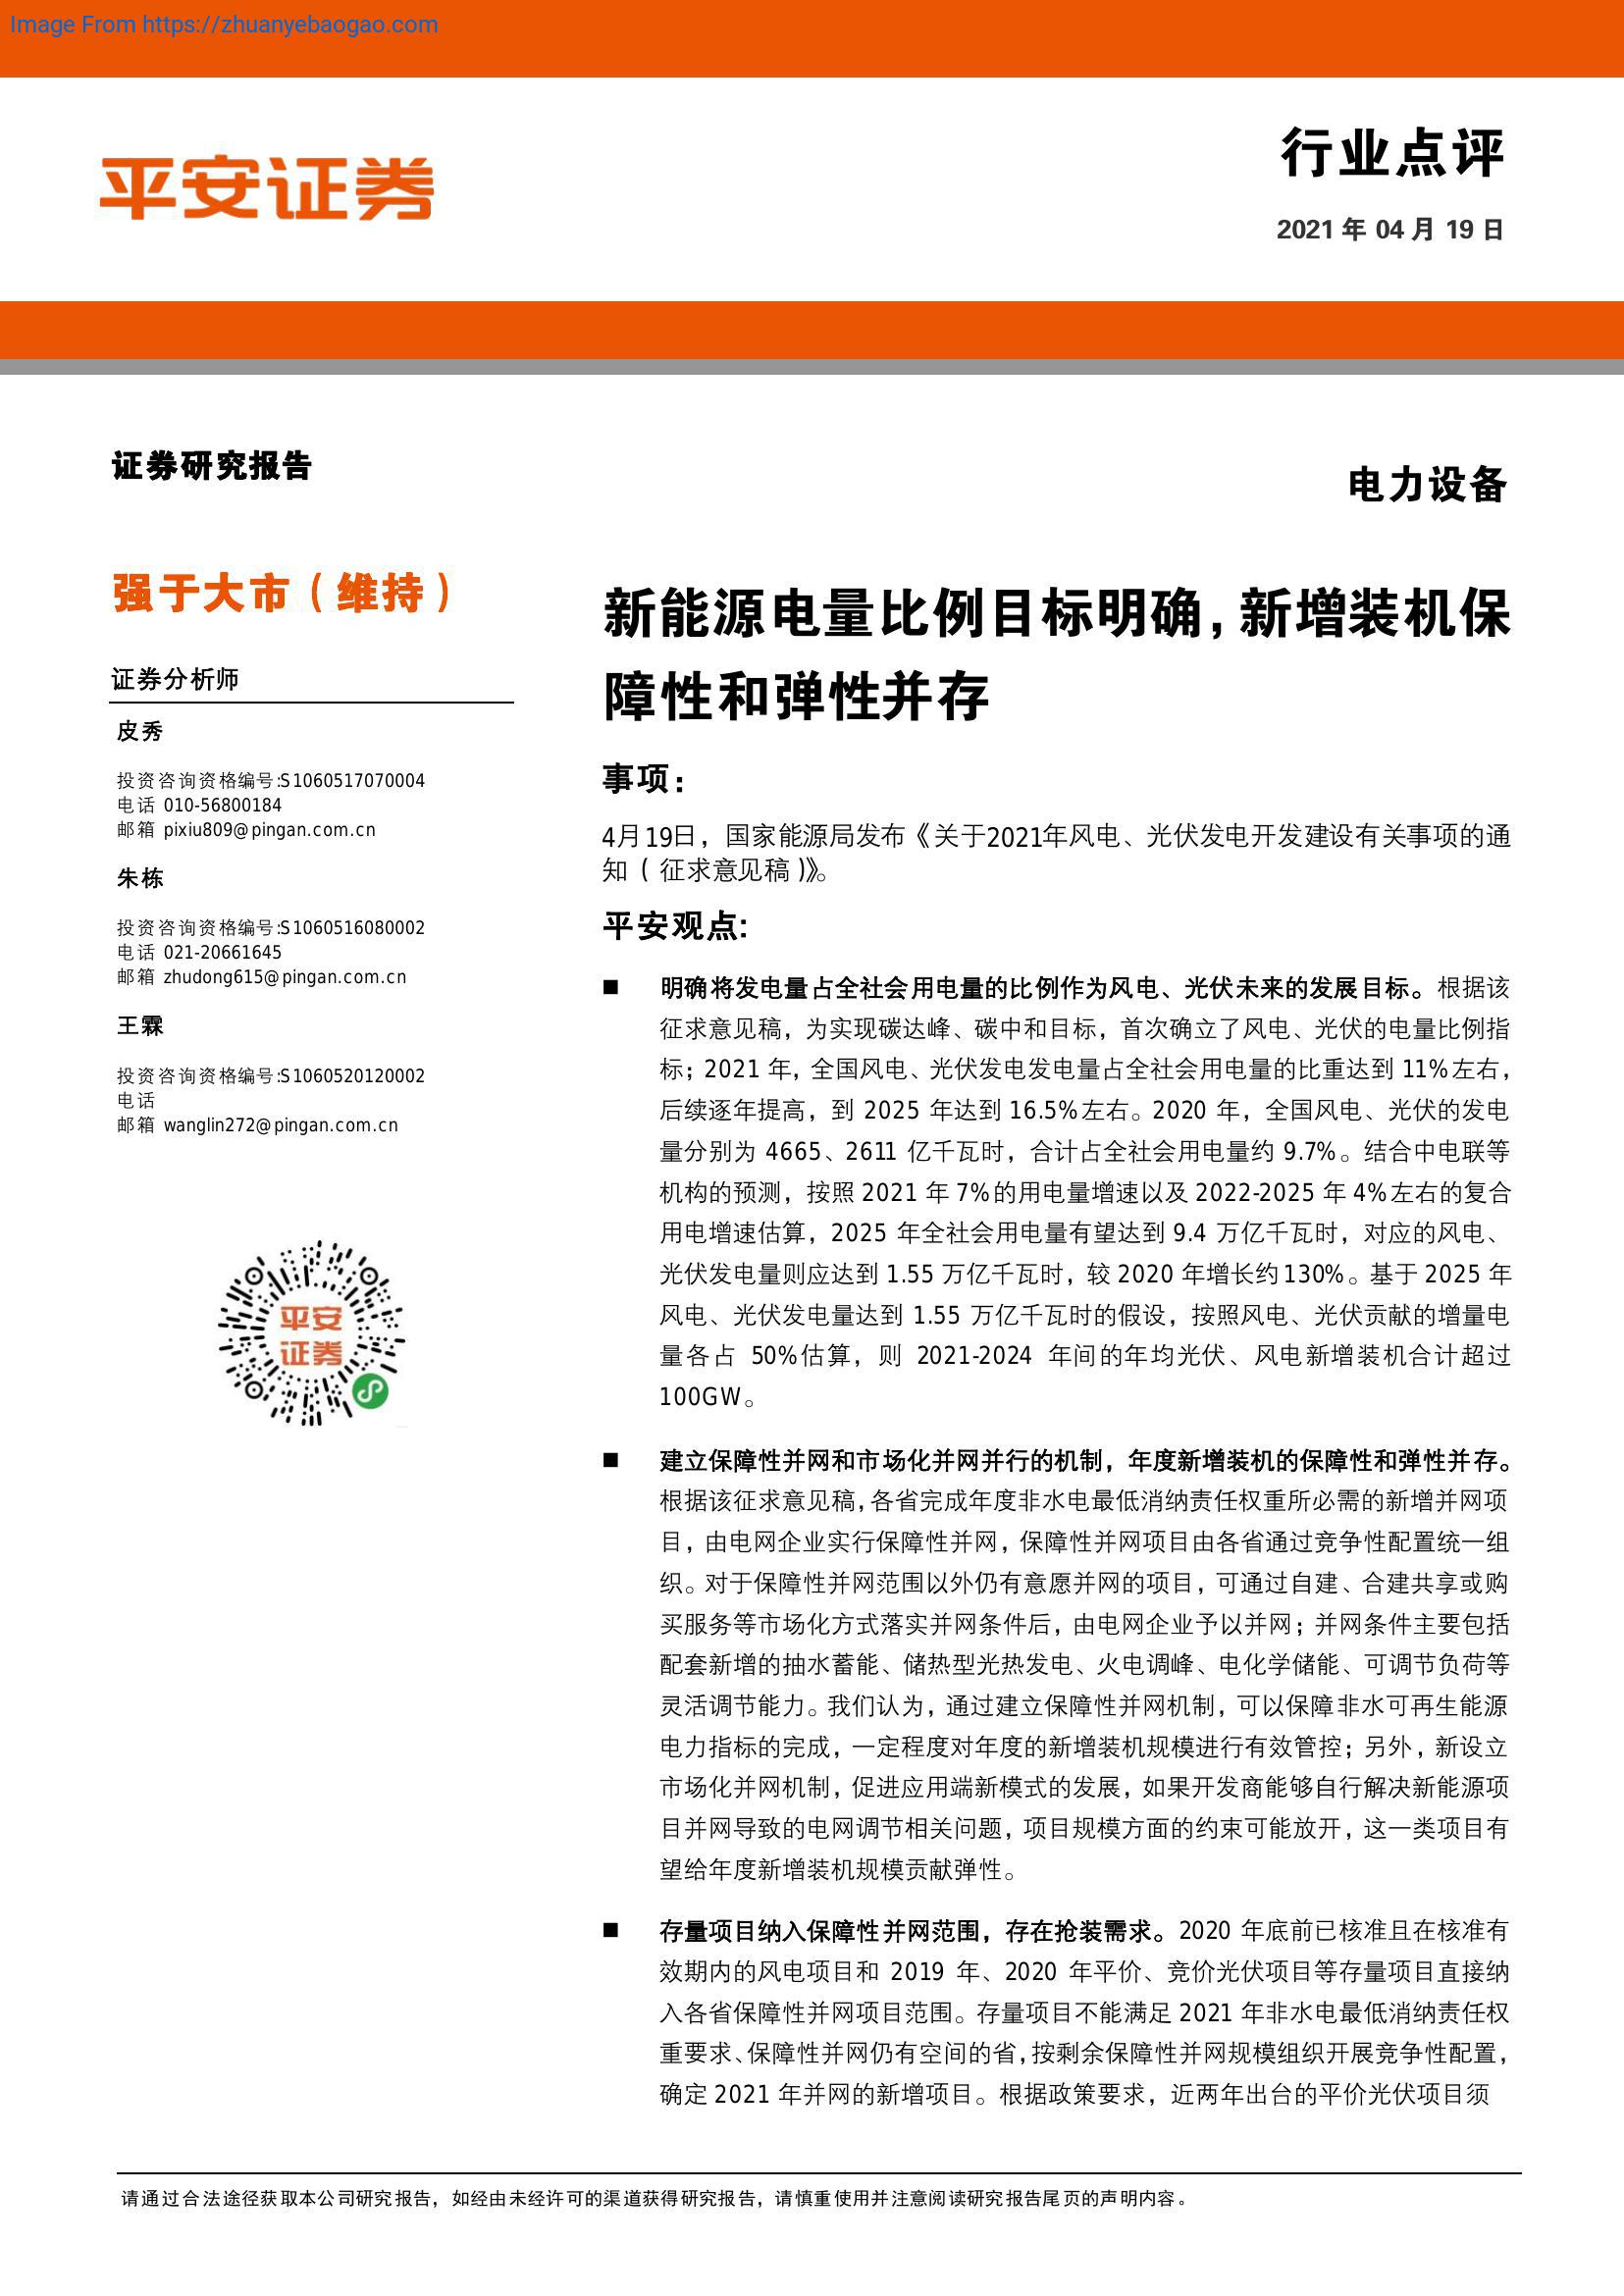 Image From https://zhuanyebaogao.com
平安证券
行业点评
2021 年 04 月 19 日
证券研究报告
电力设备
强于大市（维持）
证券分析师
皮秀
投资咨询资格编号:S1060517070004
电话 010-56800184
邮箱 pixiu809@pingan.com.cn
朱栋
投资咨询资格编号:S1060516080002
电话 021-20661645
邮箱 zhudong615@pingan.com.cn
王霖
投资咨询资格编号:S1060520120002
电话
邮箱 wanglin272@pingan.com.cn
平安
证券
新能源电量比例目标明确，新增装机保
障性和弹性并存
事项：
4月19日，国家能源局发布《关于2021年风电、光伏发电开发建设有关事项的通
知（征求意见稿）》。
平安观点:
■ 明确将发电量占全社会用电量的比例作为风电、光伏未来的发展目标。根据该
征求意见稿，为实现碳达峰、碳中和目标，首次确立了风电、光伏的电量比例指
标；2021 年，全国风电、光伏发电发电量占全社会用电量的比重达到 11%左右，
后续逐年提高，到 2025 年达到 16.5%左右。2020 年，全国风电、光伏的发电
量分别为 4665、2611 亿千瓦时，合计占全社会用电量约 9.7%。结合中电联等
机构的预测，按照 2021 年 7%的用电量增速以及 2022-2025 年 4%左右的复合
用电增速估算，2025 年全社会用电量有望达到 9.4 万亿千瓦时，对应的风电、
光伏发电量则应达到 1.55 万亿千瓦时，较 2020 年增长约 130%。基于 2025 年
风电、光伏发电量达到 1.55 万亿千瓦时的假设，按照风电、光伏贡献的增量电
量各占 50%估算，则 2021-2024 年间的年均光伏、风电新增装机合计超过
100GW。
■ 建立保障性并网和市场化并网并行的机制，年度新增装机的保障性和弹性并存。
根据该征求意见稿，各省完成年度非水电最低消纳责任权重所必需的新增并网项
目，由电网企业实行保障性并网，保障性并网项目由各省通过竞争性配置统一组
织。对于保障性并网范围以外仍有意愿并网的项目，可通过自建、合建共享或购
买服务等市场化方式落实并网条件后，由电网企业予以并网；并网条件主要包括
配套新增的抽水蓄能、储热型光热发电、火电调峰、电化学储能、可调节负荷等
灵活调节能力。我们认为，通过建立保障性并网机制，可以保障非水可再生能源
电力指标的完成，一定程度对年度的新增装机规模进行有效管控；另外，新设立
市场化并网机制，促进应用端新模式的发展，如果开发商能够自行解决新能源项
目并网导致的电网调节相关问题，项目规模方面的约束可能放开，这一类项目有
望给年度新增装机规模贡献弹性。
■ 存量项目纳入保障性并网范围，存在抢装需求。2020 年底前已核准且在核准有
效期内的风电项目和 2019 年、2020 年平价、竞价光伏项目等存量项目直接纳
入各省保障性并网项目范围。存量项目不能满足 2021 年非水电最低消纳责任权
重要求、保障性并网仍有空间的省，按剩余保障性并网规模组织开展竞争性配置，
确定 2021 年并网的新增项目。根据政策要求，近两年出台的平价光伏项目须
请通过合法途径获取本公司研究报告，如经由未经许可的渠道获得研究报告，请慎重使用并注意阅读研究报告尾页的声明内容。